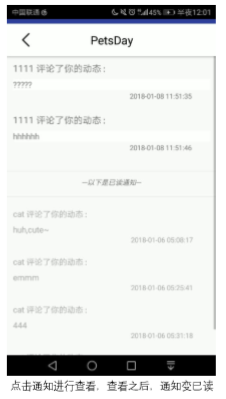 中国联通
45% 半夜12:01
PetsDay
1111 评论了你的动态：
?????
2018-01-08 11:51:35
1111 评论了你的动态：
hhhhhh
2018-01-08 11:51:46
--以下是已读通知--
cat 评论了你的动态：
huh,cute~
2018-01-06 05:08:17
cat 评论了你的动态：
emmm
2018-01-06 05:25:41
cat 评论了你的动态：
444
2018-01-06 05:31:18
点击通知进行查看，查看之后，通知变已读